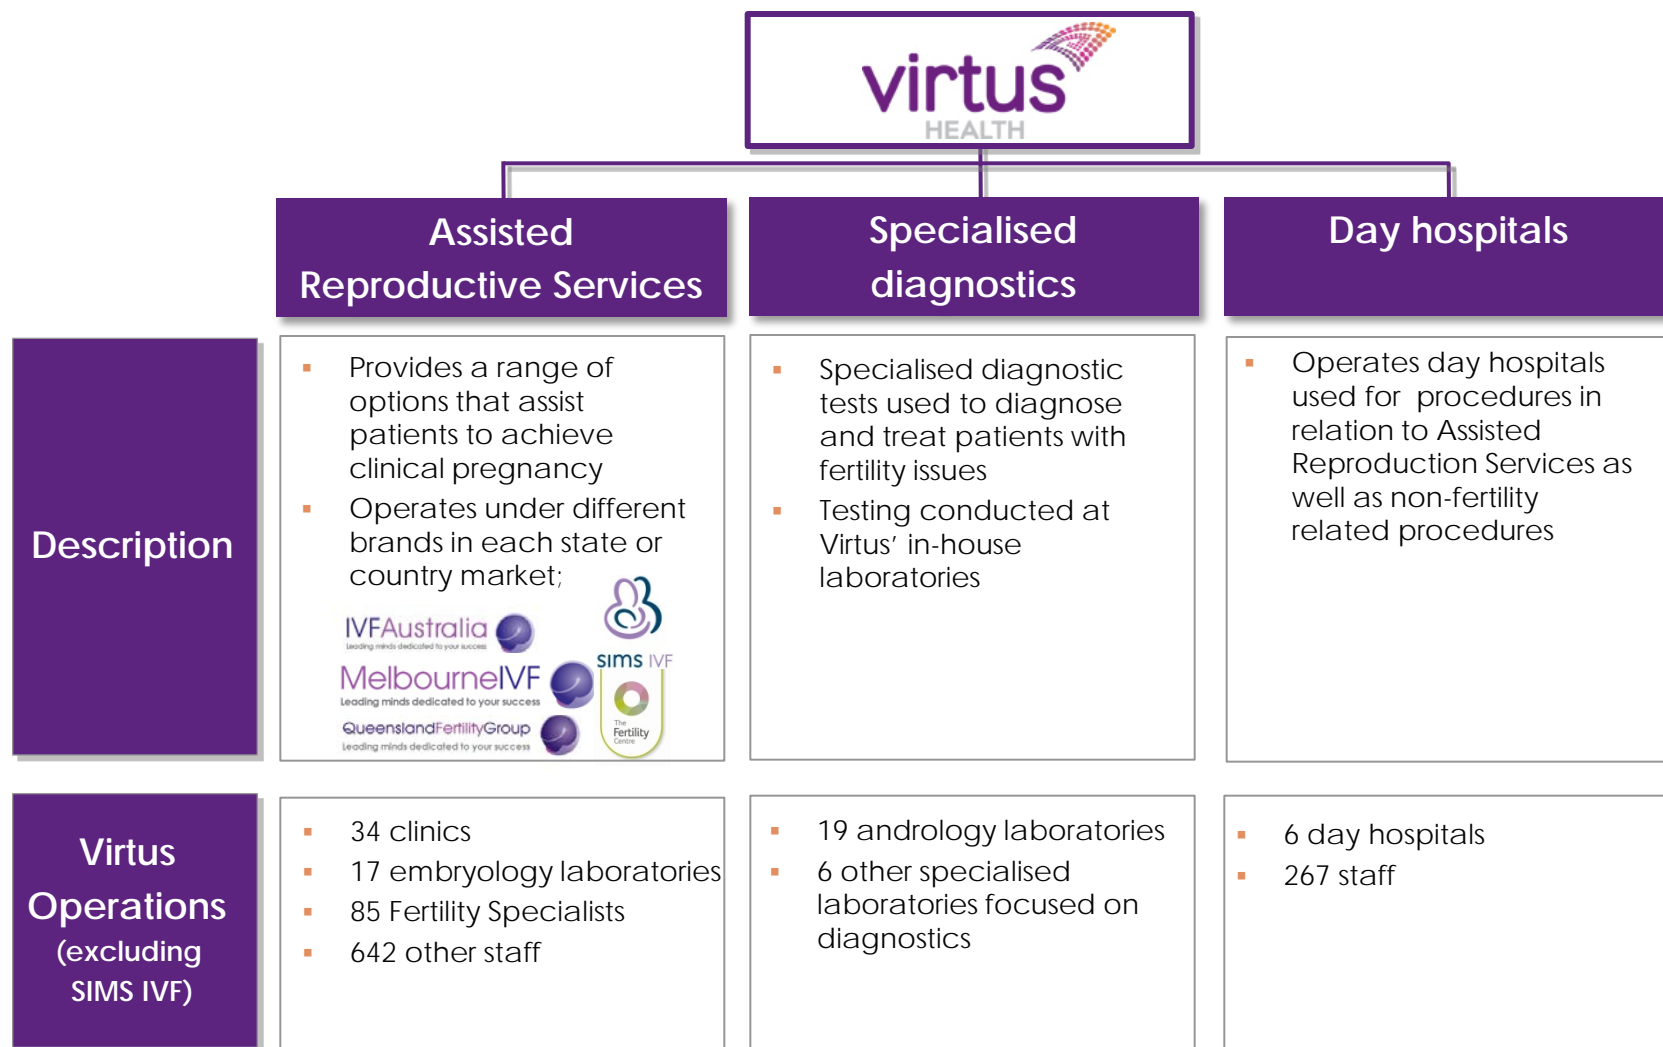 virtus
HEALTH
Assisted
Reproductive Services
Specialised
diagnostics
Day hospitals
Description
▪ Provides a range of
options that assist
patients to achieve
clinical pregnancy
▪ Operates under different
brands in each state or
country market;
IVFAustralia
Leading minds dedicated to your success
MelbourneIVF
Leading minds dedicated to your success
QueenslandFertilityGroup
Leading minds dedicated to your success
SIMS IVF
The
Fertility
Centre
▪ Specialised diagnostic
tests used to diagnose
and treat patients with
fertility issues
▪ Testing conducted at
Virtus’ in-house
laboratories
▪ Operates day hospitals
used for  procedures in
relation to Assisted
Reproduction Services as
well as non-fertility
related procedures
Virtus
Operations
(excluding
SIMS IVF)
▪ 34 clinics
▪ 17 embryology laboratories
▪ 85 Fertility Specialists
▪ 642 other staff
▪ 19 andrology laboratories
▪ 6 other specialised
laboratories focused on
diagnostics
▪ 6 day hospitals
▪ 267 staff